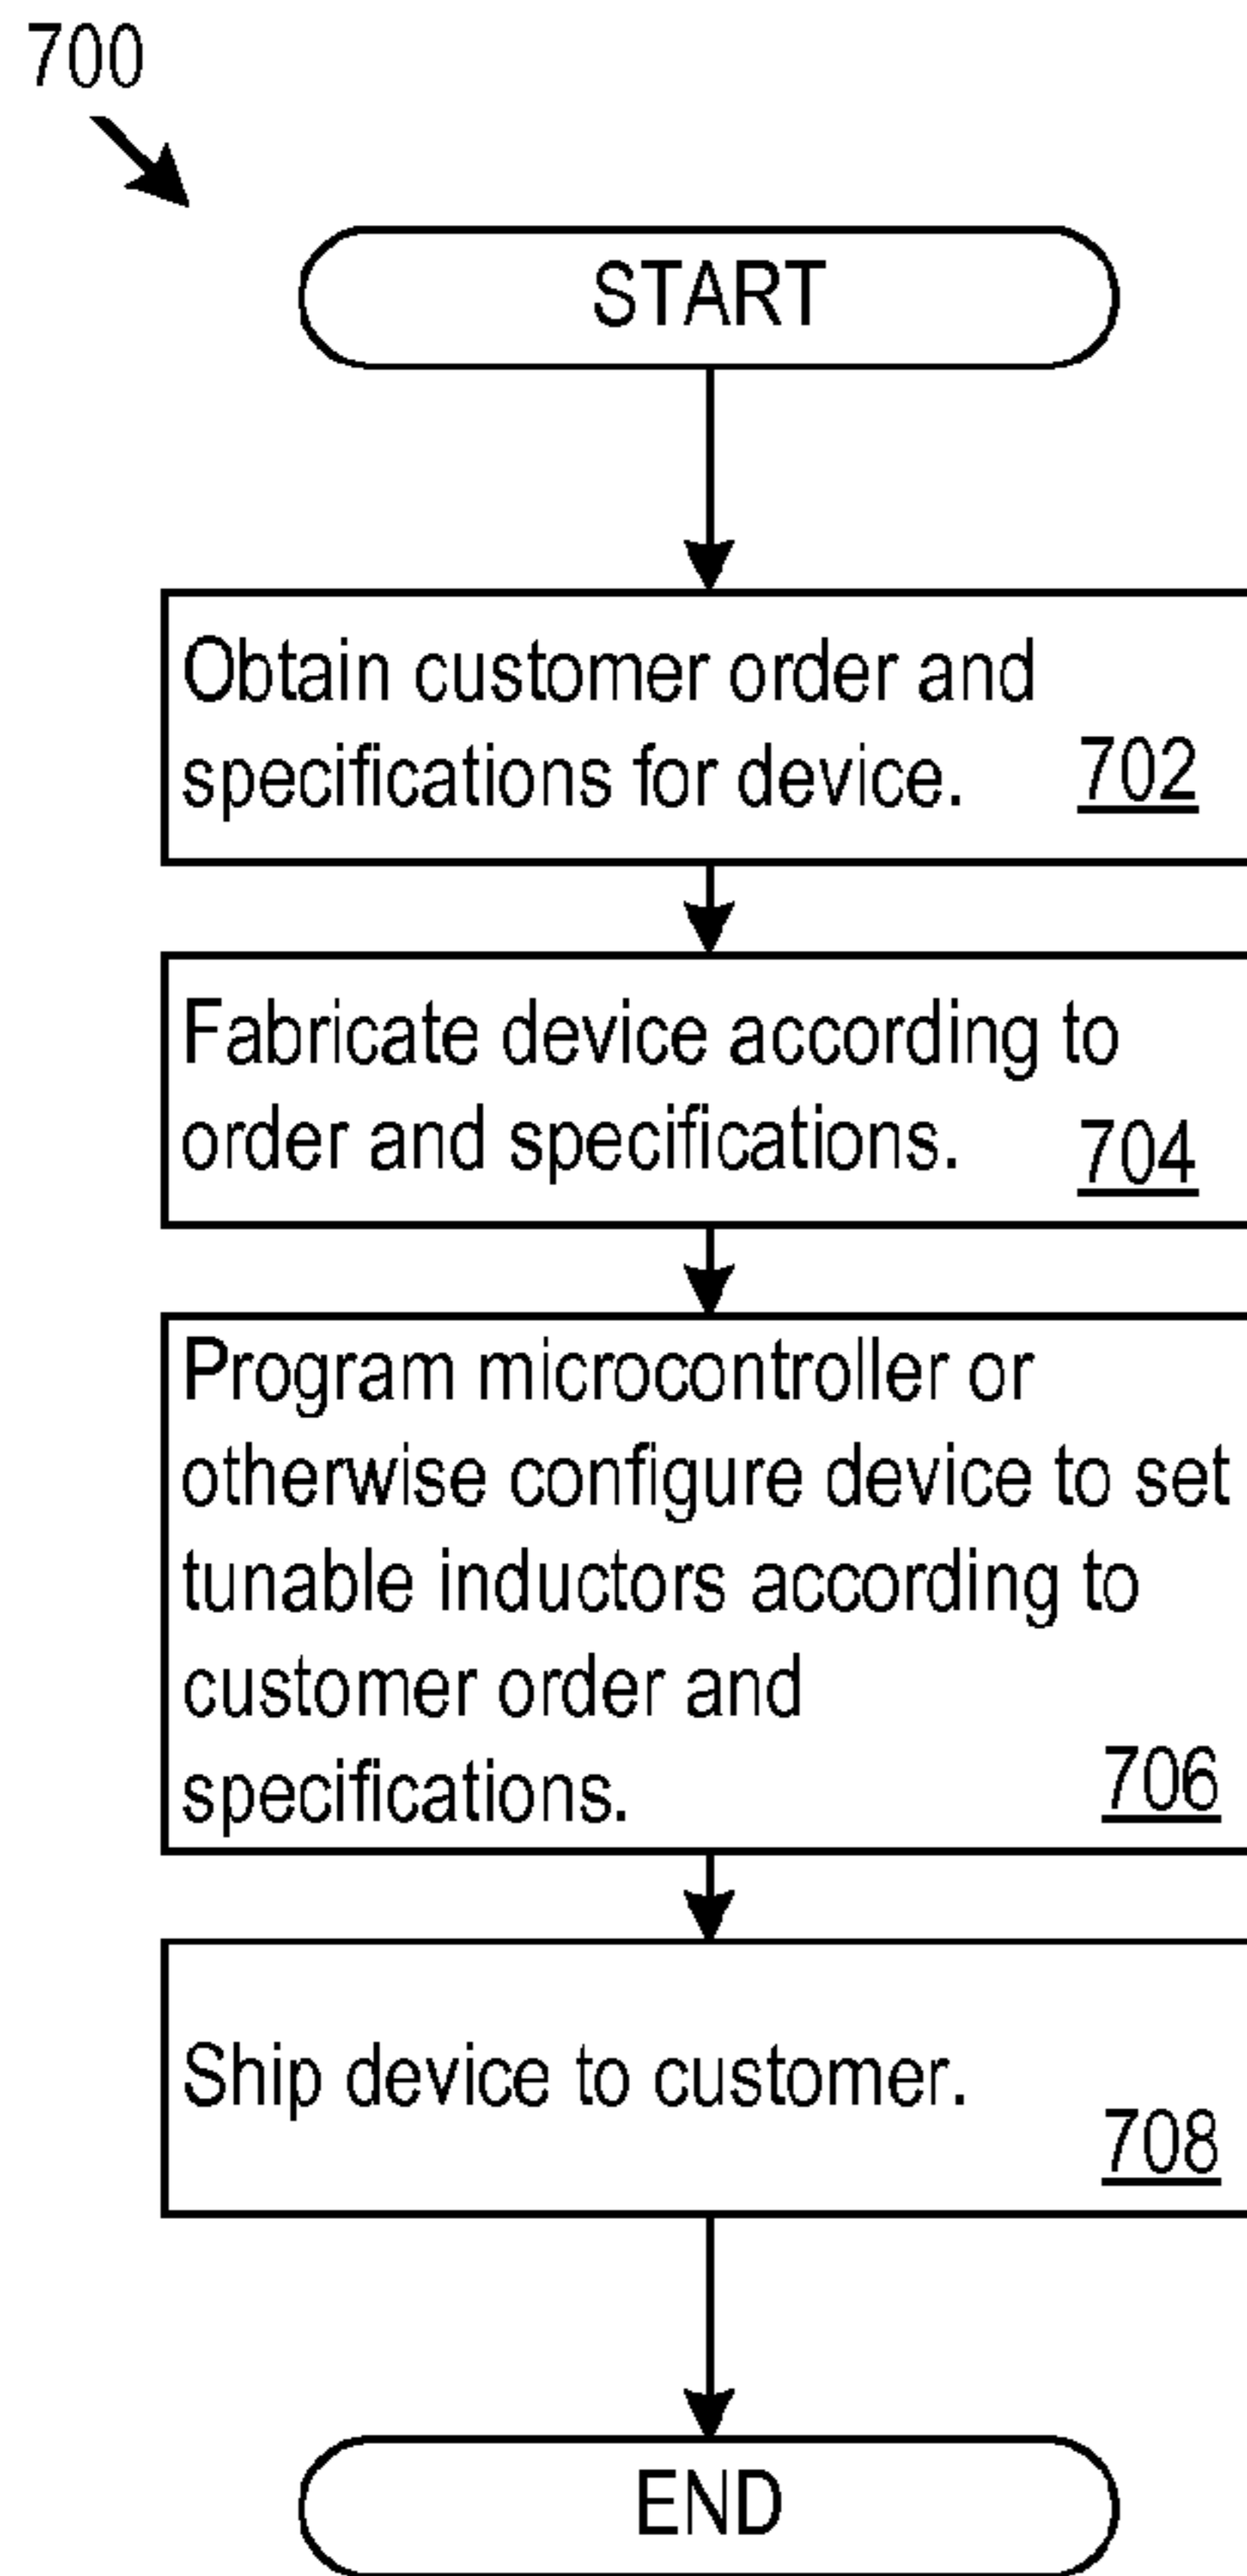 700
START
Obtain customer order and
specifications for device.
702
Fabricate device according to
order and specifications.
704
Program microcontroller or
otherwise configure device to set
tunable inductors according to
customer order and
specifications.
706
Ship device to customer.
708
END